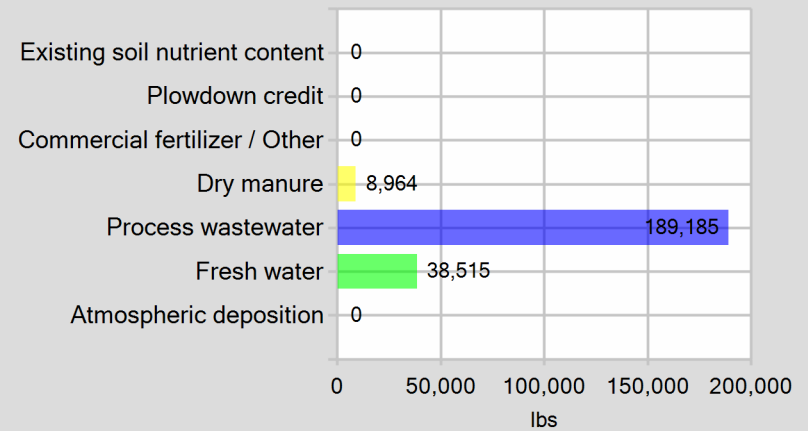 Existing soil nutrient content 0
Plowdown credit 0
Commercial fertilizer / Other 0
Dry manure 8,964
Process wastewater 189,185
Fresh water 38,515
Atmospheric deposition 0
0 50,000 100,000 150,000 200,000
lbs